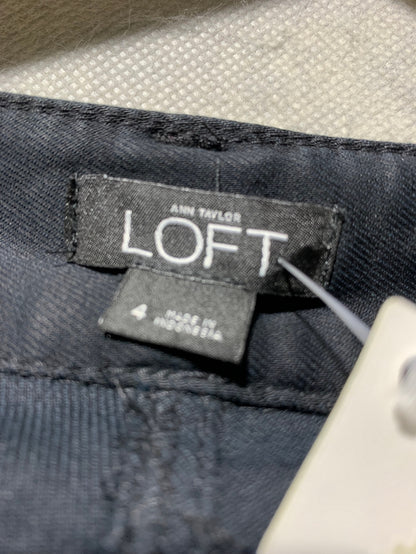 ANN TAYLOR
LOFT
4
MADE IN
INDONESIA